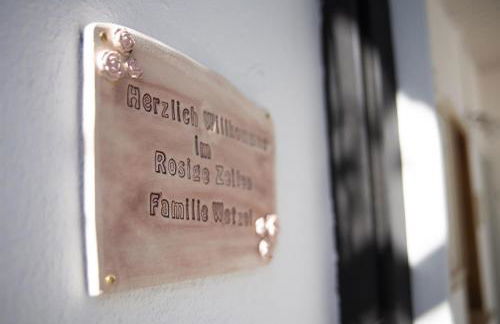 Herzlich Willkommen
im
Rosige Zeiten
Familie Wetzel